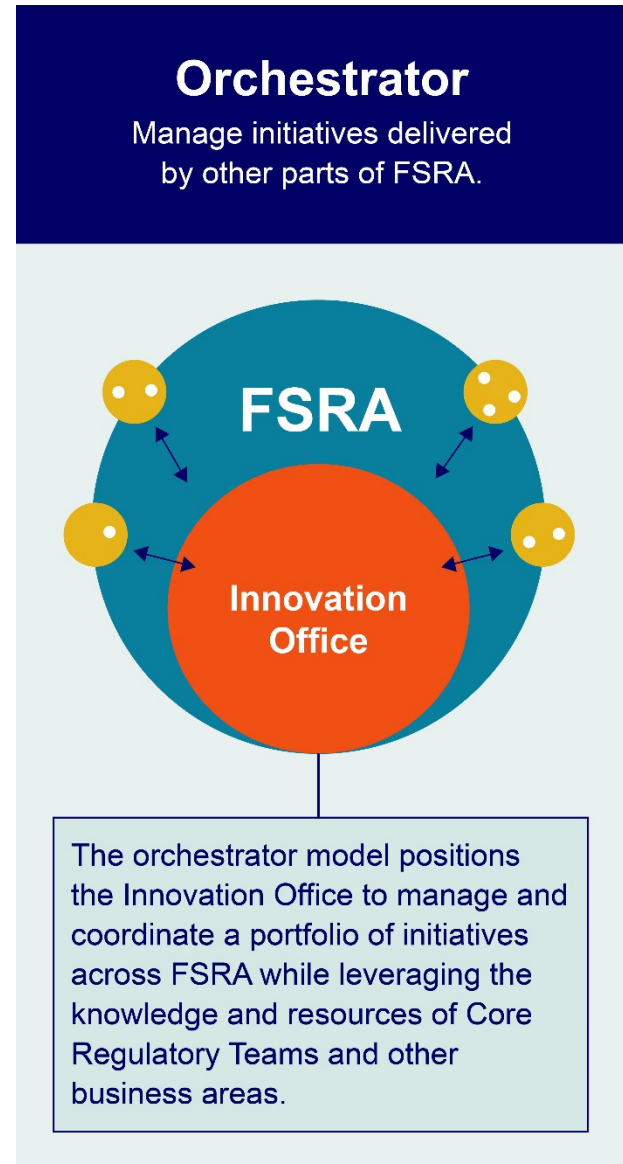 Orchestrator
Manage initiatives delivered
by other parts of FSRA.
FSRA
Innovation
Office
The orchestrator model positions
the Innovation Office to manage and
coordinate a portfolio of initiatives
across FSRA while leveraging the
knowledge and resources of Core
Regulatory Teams and other
business areas.